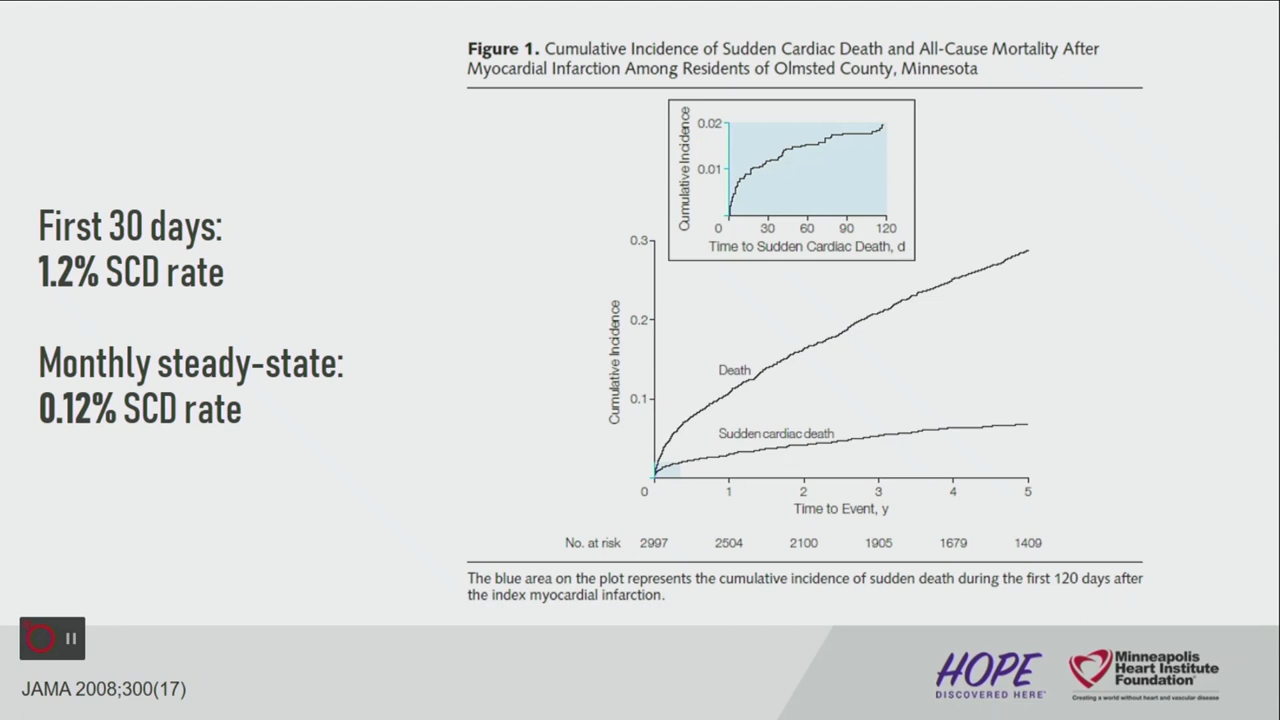 First 30 days:
1.2% SCD rate
Monthly steady-state:
0.12% SCD rate
Figure 1. Cumulative Incidence of Sudden Cardiac Death and All-Cause Mortality After
Myocardial Infarction Among Residents of Olmsted County, Minnesota
Cumulative Incidence
0.02
0.01
0 30 60 90 120
Time to Sudden Cardiac Death, d
Cumulative Incidence
0.3
0.2
0.1
Death
Sudden cardiac death
0 1 2 3 4 5
Time to Event, y
No. at risk 2997 2504 2100 1905 1679 1409
The blue area on the plot represents the cumulative incidence of sudden death during the first 120 days after
the index myocardial infarction.
JAMA 2008;300(17)
HOPE
DISCOVERED HERE
Minneapolis
Heart Institute
Foundation
Creating a world without heart and vascular disease